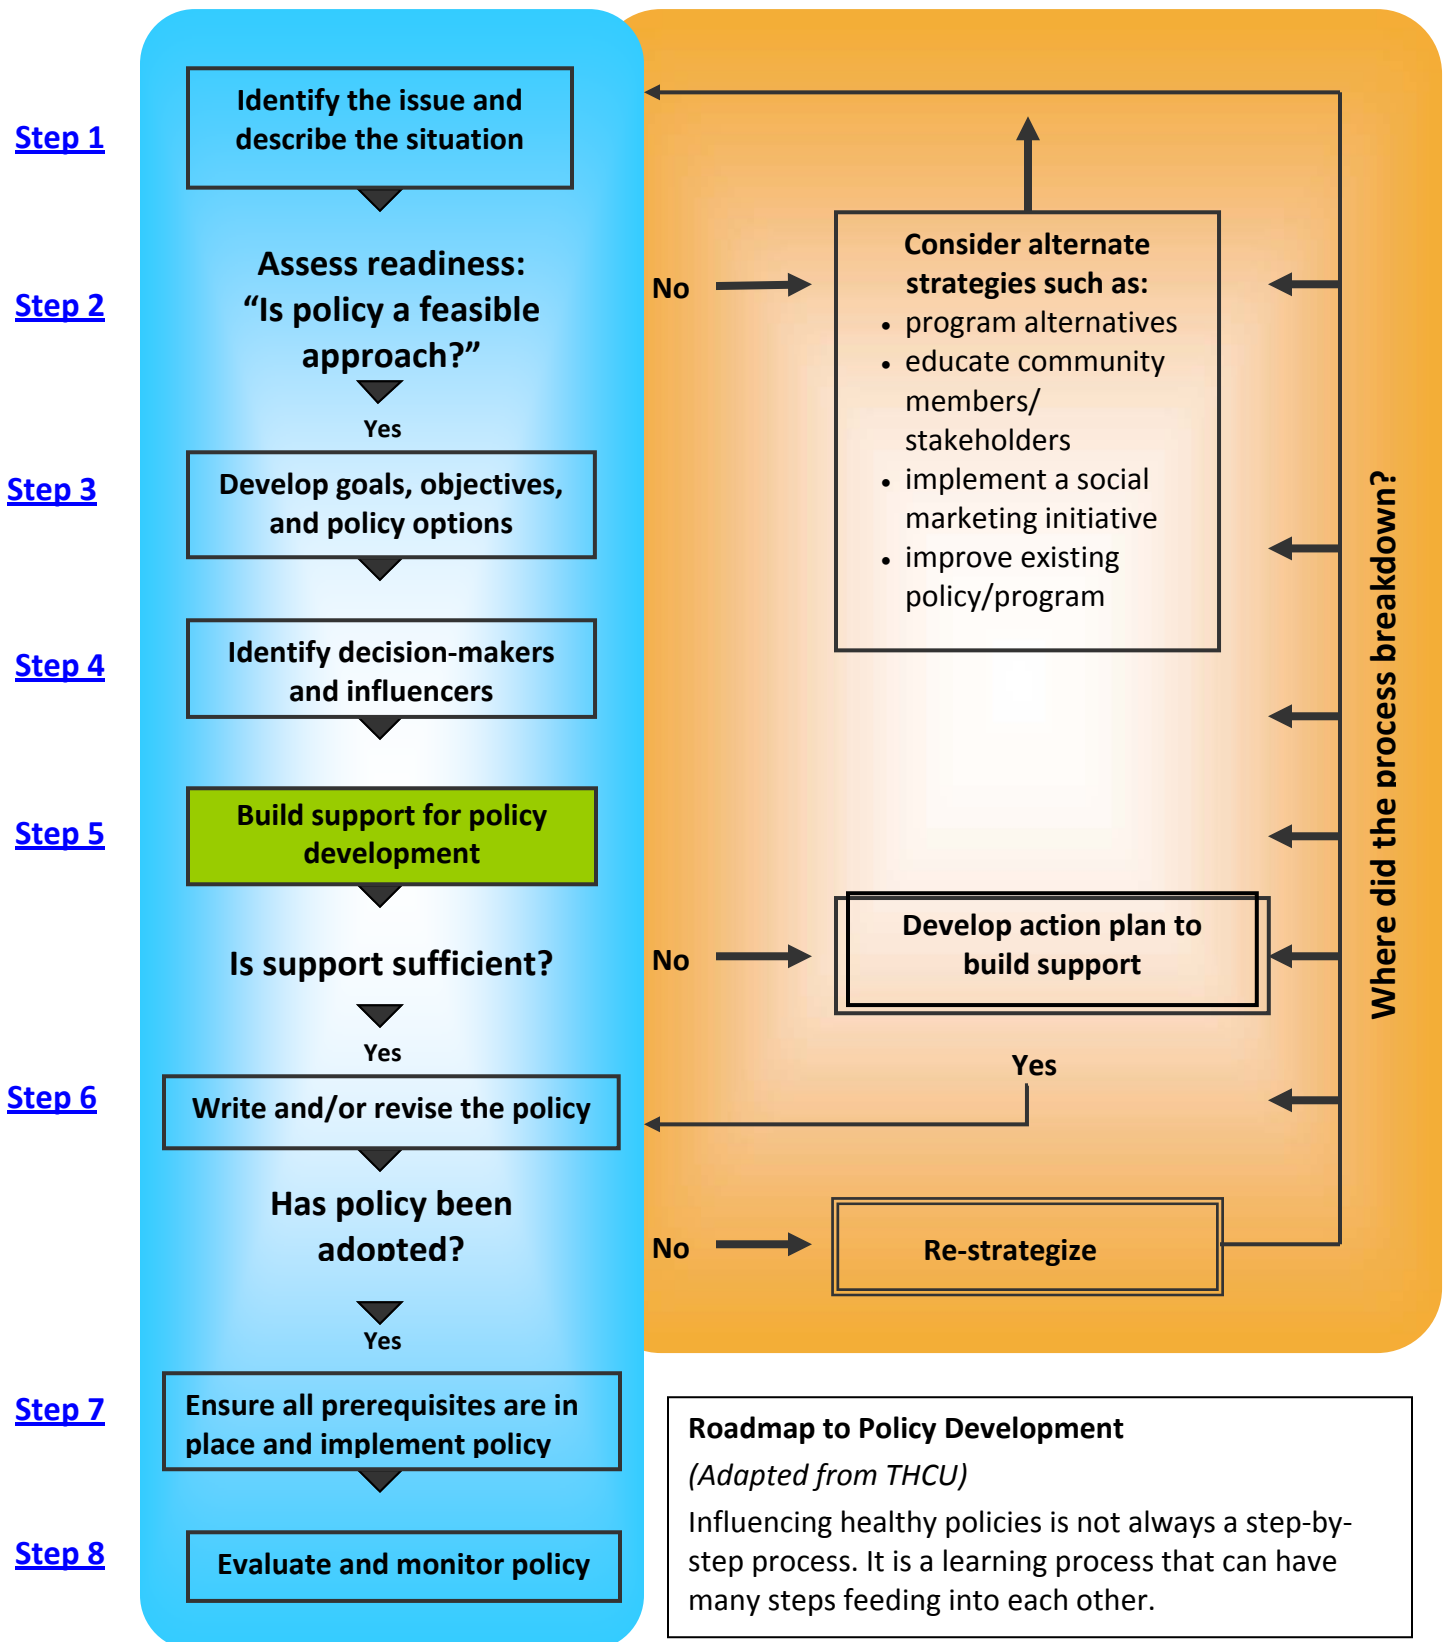 Step 1
Identify the issue and
describe the situation
Step 2
Assess readiness:
“Is policy a feasible
approach?”
No
Consider alternate
strategies such as:
• program alternatives
• educate community
members/
stakeholders
• implement a social
marketing initiative
• improve existing
policy/program
Yes
Step 3
Develop goals, objectives,
and policy options
Step 4
Identify decision-makers
and influencers
Step 5
Build support for policy
development
Is support sufficient?
No
Develop action plan to
build support
Yes
Yes
Step 6
Write and/or revise the policy
Has policy been
adopted?
No
Re-strategize
Where did the process breakdown?
Yes
Step 7
Ensure all prerequisites are in
place and implement policy
Step 8
Evaluate and monitor policy
Roadmap to Policy Development
(Adapted from THCU)
Influencing healthy policies is not always a step-by-
step process. It is a learning process that can have
many steps feeding into each other.